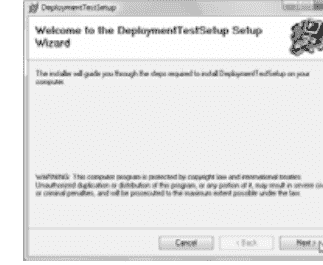 DeploymentTestSetup
Welcome to the DeploymentTestSetup Setup
Wizard
The installer will guide you through the steps required to install DeploymentTestSetup on your
computer.
WARNING: This computer program is protected by copyright law and international treaties.
Unauthorized duplication or distribution of this program, or any portion of it, may result in severe civ
or criminal penalties, and will be prosecuted to the maximum extent possible under the law.
Cancel
< Back
Next >